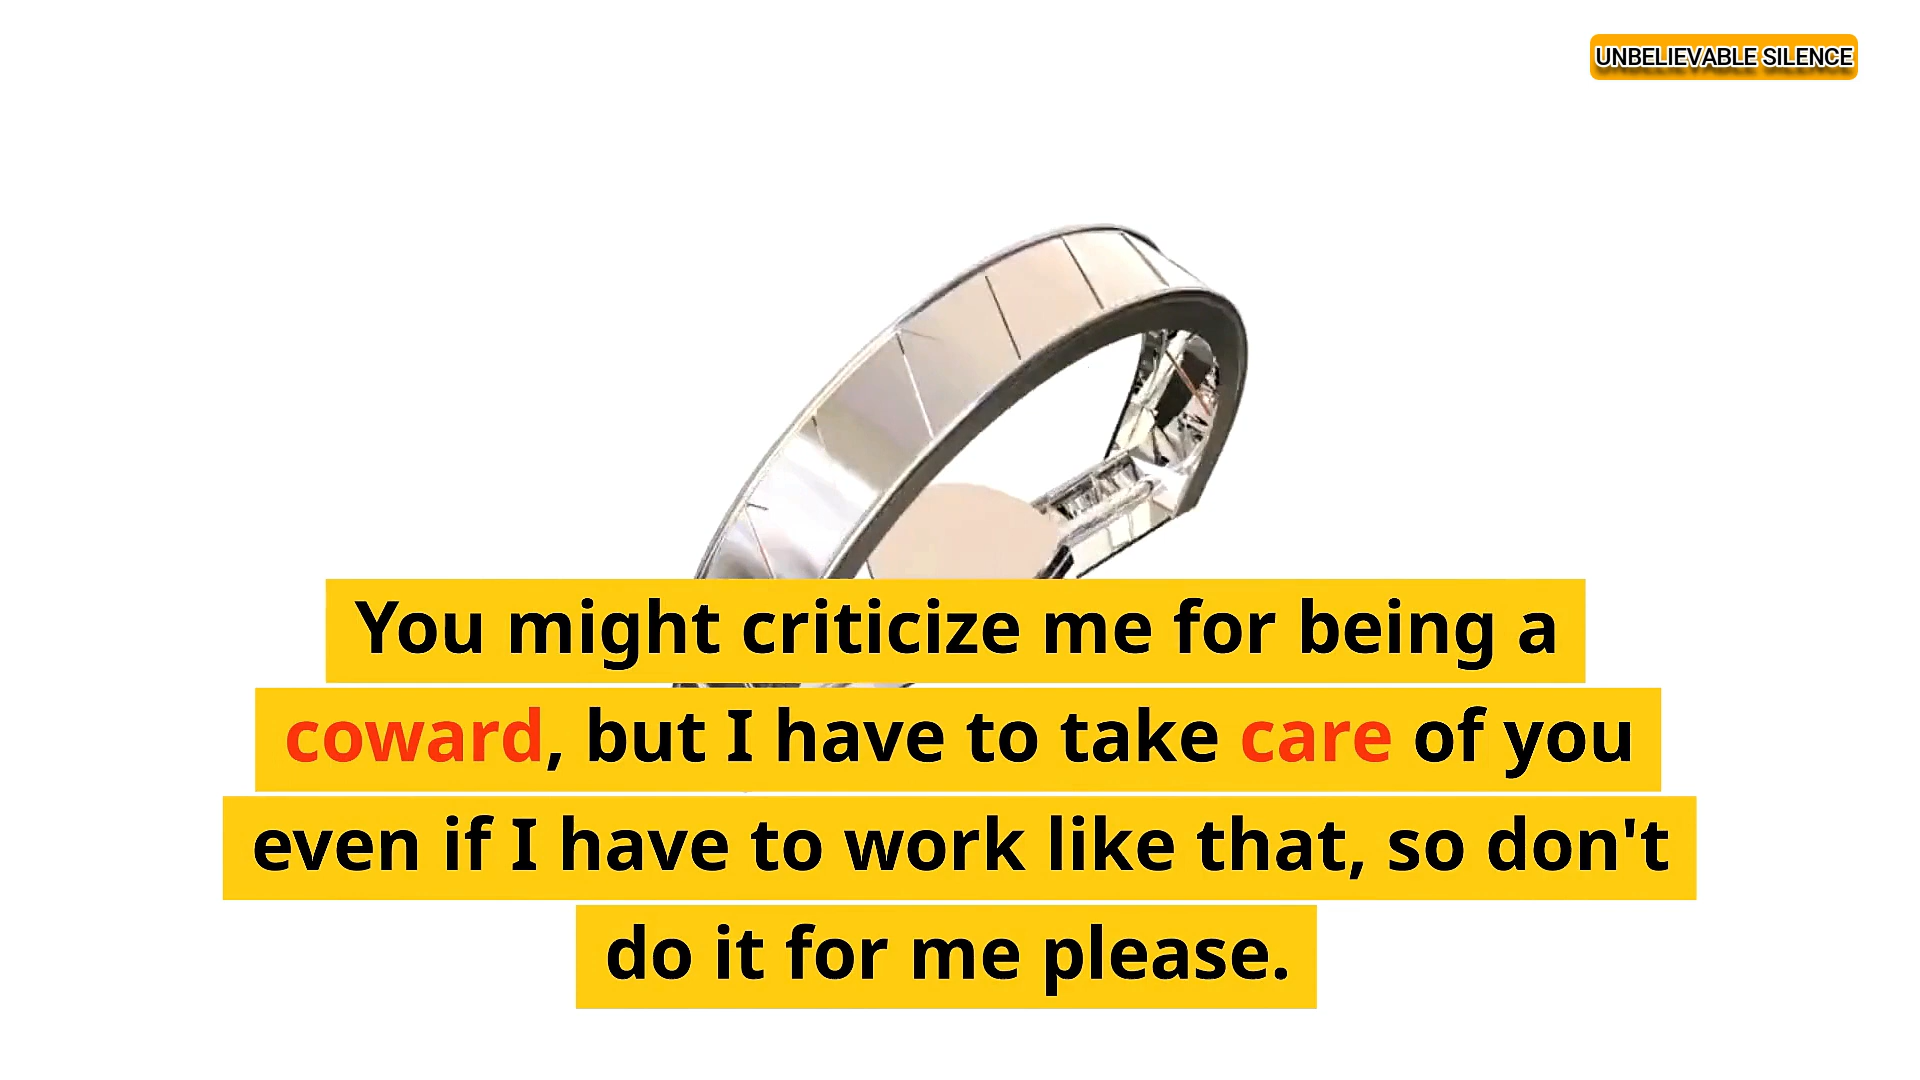 UNBELIEVABLE SILENCE
You might criticize me for being a
coward, but I have to take care of you
even if I have to work like that, so don't
do it for me please.